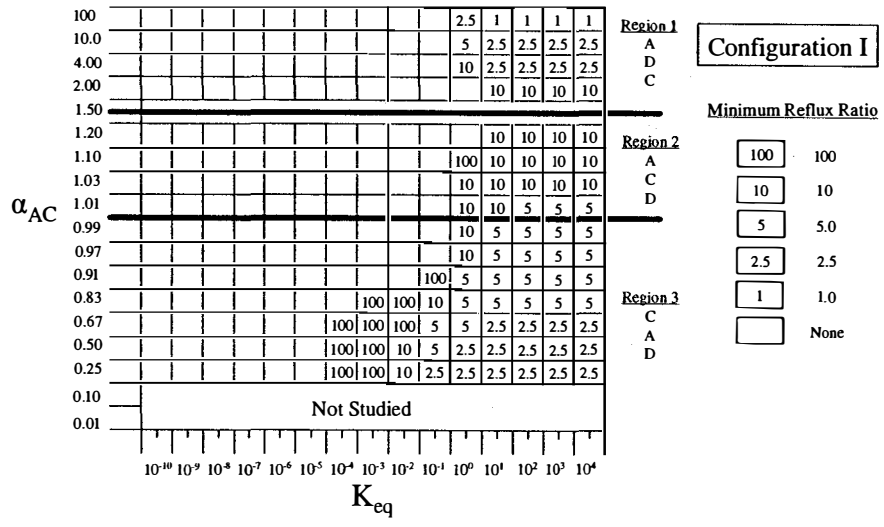 100 2.5 1 1 1 1
10.0 5 2.5 2.5 2.5 2.5
4.00 10 2.5 2.5 2.5 2.5
2.00 10 10 10 10
1.50
1.20 10 10 10 10
1.10 100 10 10 10 10
1.03 10 10 10 10 10
1.01 10 10 5 5 5
0.99 10 5 5 5 5
0.97 10 5 5 5 5
0.91 100 5 5 5 5 5
0.83 100 100 10 5 5 5 5 5
0.67 100 100 100 5 5 2.5 2.5 2.5 2.5
0.50 100 100 10 5 2.5 2.5 2.5 2.5 2.5
0.25 100 100 10 2.5 2.5 2.5 2.5 2.5 2.5
0.10
0.01
Not Studied
α_AC
10⁻¹⁰ 10⁻⁹ 10⁻⁸ 10⁻⁷ 10⁻⁶ 10⁻⁵ 10⁻⁴ 10⁻³ 10⁻² 10⁻¹ 10⁰ 10¹ 10² 10³ 10⁴
K_eq
Region 1
A
D
C
Region 2
A
C
D
Region 3
C
A
D
Configuration I
Minimum Reflux Ratio
100 100
10 10
5 5.0
2.5 2.5
1 1.0
None